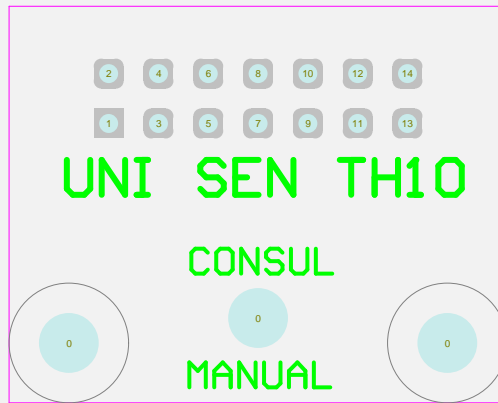 2 4 6 8 10 12 14
1 3 5 7 9 11 13
UNI SEN TH10
CONSUL
0
0 0
MANUAL